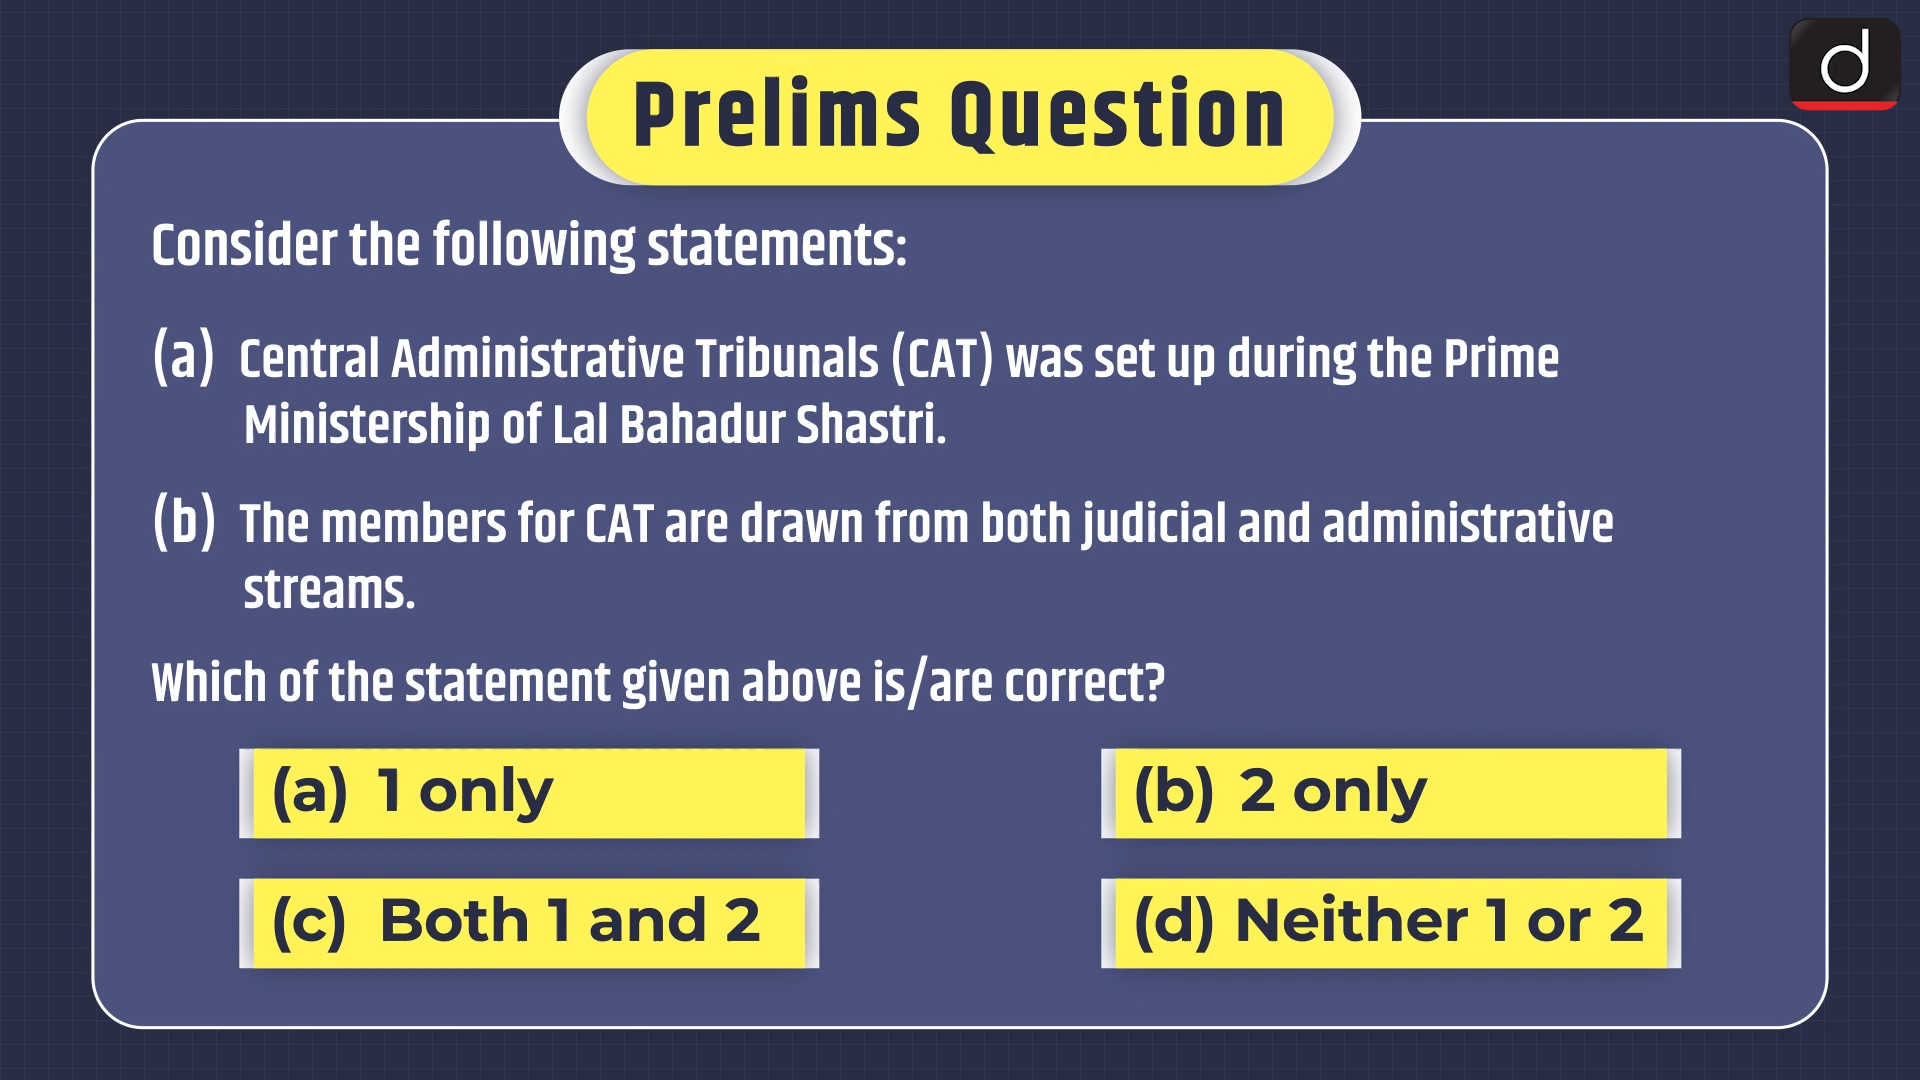 d
Prelims Question
Consider the following statements:
(a) Central Administrative Tribunals (CAT) was set up during the Prime
Ministership of Lal Bahadur Shastri.
(b) The members for CAT are drawn from both judicial and administrative
streams.
Which of the statement given above is/are correct?
(a) 1 only
(b) 2 only
(c) Both 1 and 2
(d) Neither 1 or 2